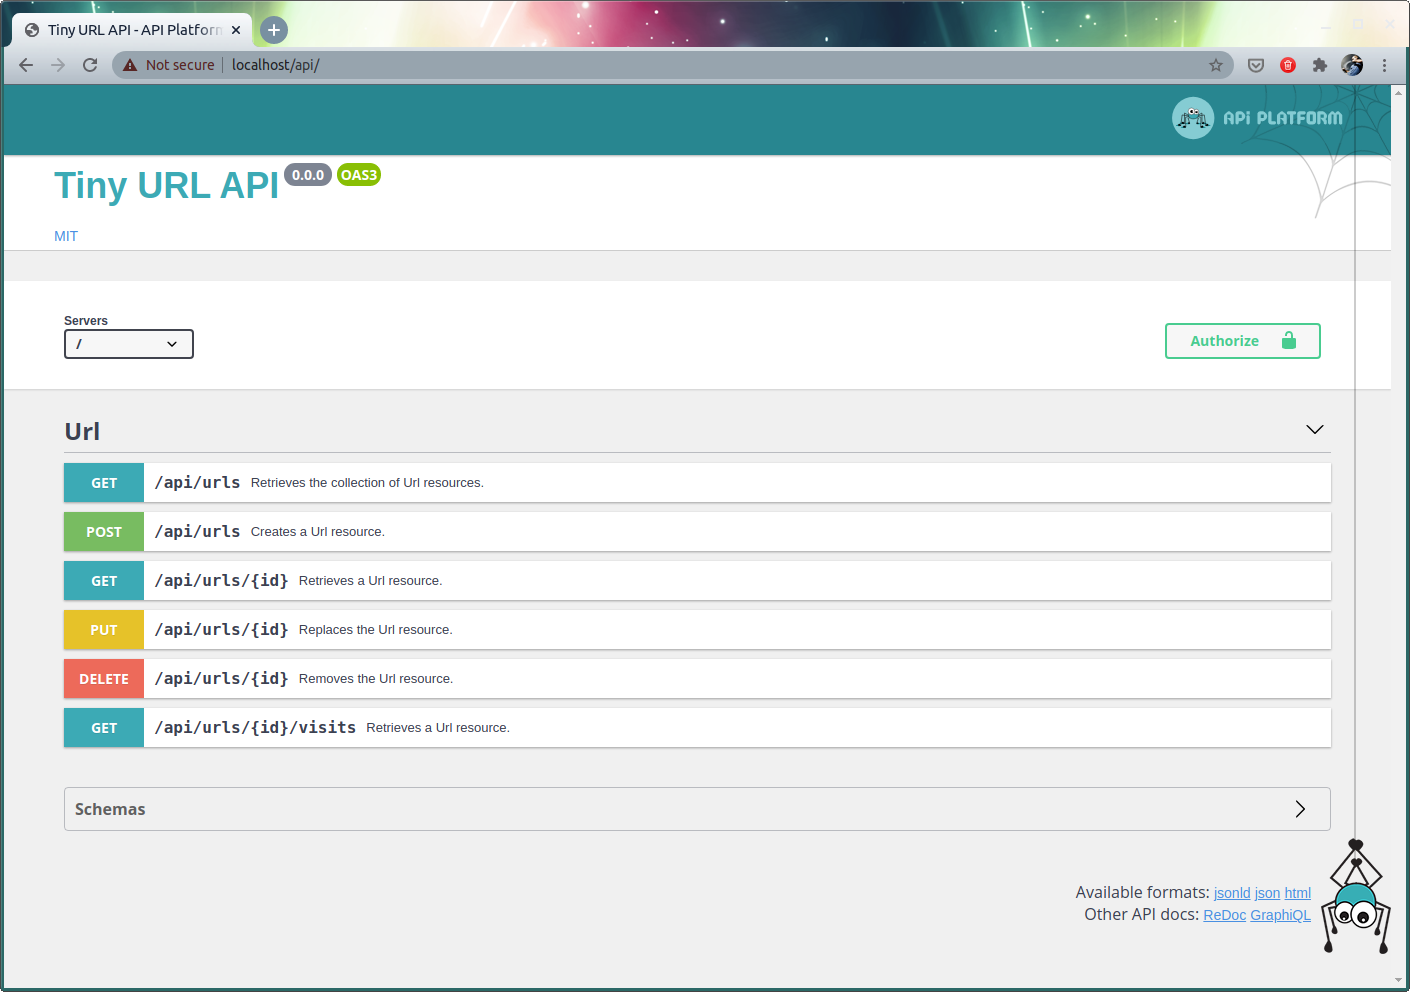 Tiny URL API - API Platform
Not secure localhost/api/
API PLATFORM
Tiny URL API 0.0.0 OAS3
MIT
Servers
/
Authorize
Url
GET /api/urls Retrieves the collection of Url resources.
POST /api/urls Creates a Url resource.
GET /api/urls/{id} Retrieves a Url resource.
PUT /api/urls/{id} Replaces the Url resource.
DELETE /api/urls/{id} Removes the Url resource.
GET /api/urls/{id}/visits Retrieves a Url resource.
Schemas
Available formats: jsonld json html
Other API docs: ReDoc GraphiQL